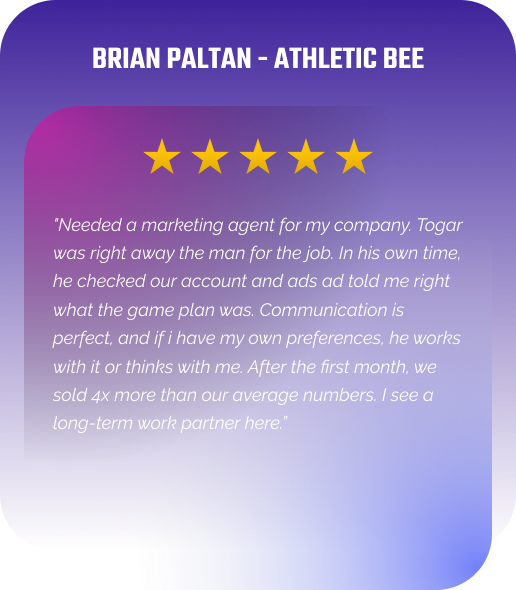 BRIAN PALTAN - ATHLETIC BEE
"Needed a marketing agent for my company. Togar
was right away the man for the job. In his own time,
he checked our account and ads ad told me right
what the game plan was. Communication is
perfect, and if i have my own preferences, he works
with it or thinks with me. After the first month, we
sold 4x more than our average numbers. I see a
long-term work partner here."